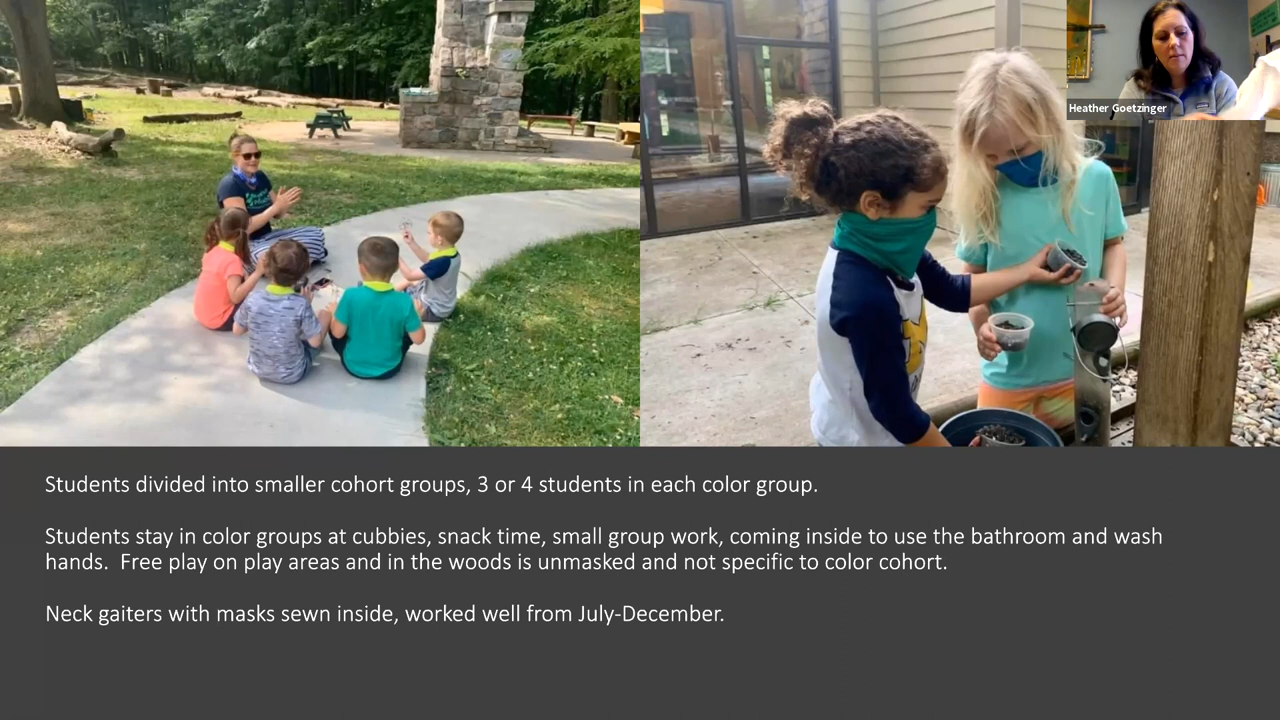 Heather Goetzinger
Students divided into smaller cohort groups, 3 or 4 students in each color group.
Students stay in color groups at cubbies, snack time, small group work, coming inside to use the bathroom and wash
hands.  Free play on play areas and in the woods is unmasked and not specific to color cohort.
Neck gaiters with masks sewn inside, worked well from July-December.